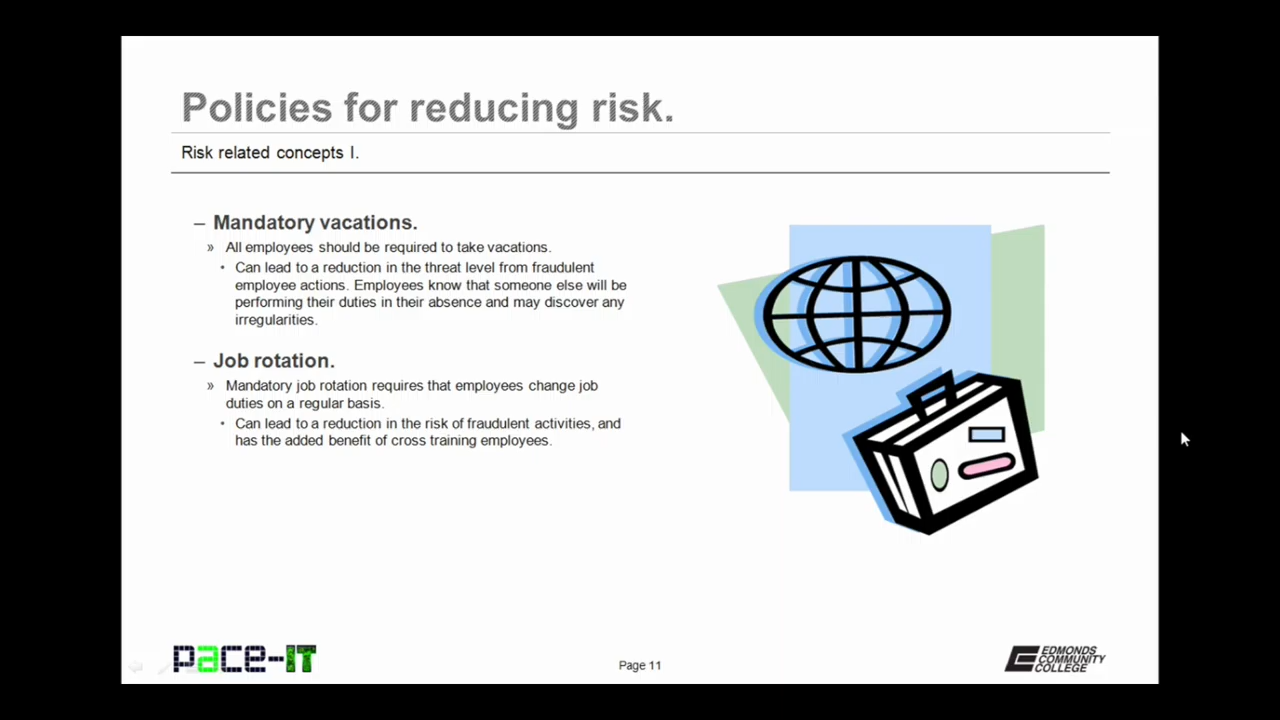 Policies for reducing risk.
Risk related concepts I.
– Mandatory vacations.
» All employees should be required to take vacations.
• Can lead to a reduction in the threat level from fraudulent
employee actions. Employees know that someone else will be
performing their duties in their absence and may discover any
irregularities.
– Job rotation.
» Mandatory job rotation requires that employees change job
duties on a regular basis.
• Can lead to a reduction in the risk of fraudulent activities, and
has the added benefit of cross training employees.
pace-IT
Page 11
EDMONDS
COMMUNITY
COLLEGE